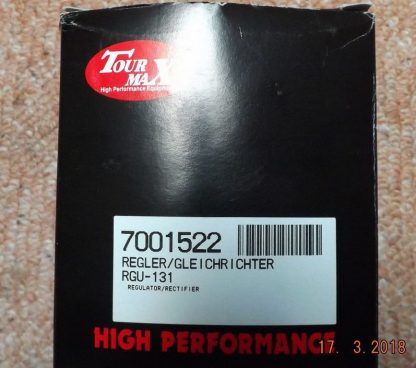 TOUR
MAX
High Performance Equipment
7001522
REGLER/GLEICHRICHTER
RGU-131
REGULATOR/RECTIFIER
HIGH PERFORMANCE
17. 3.2018